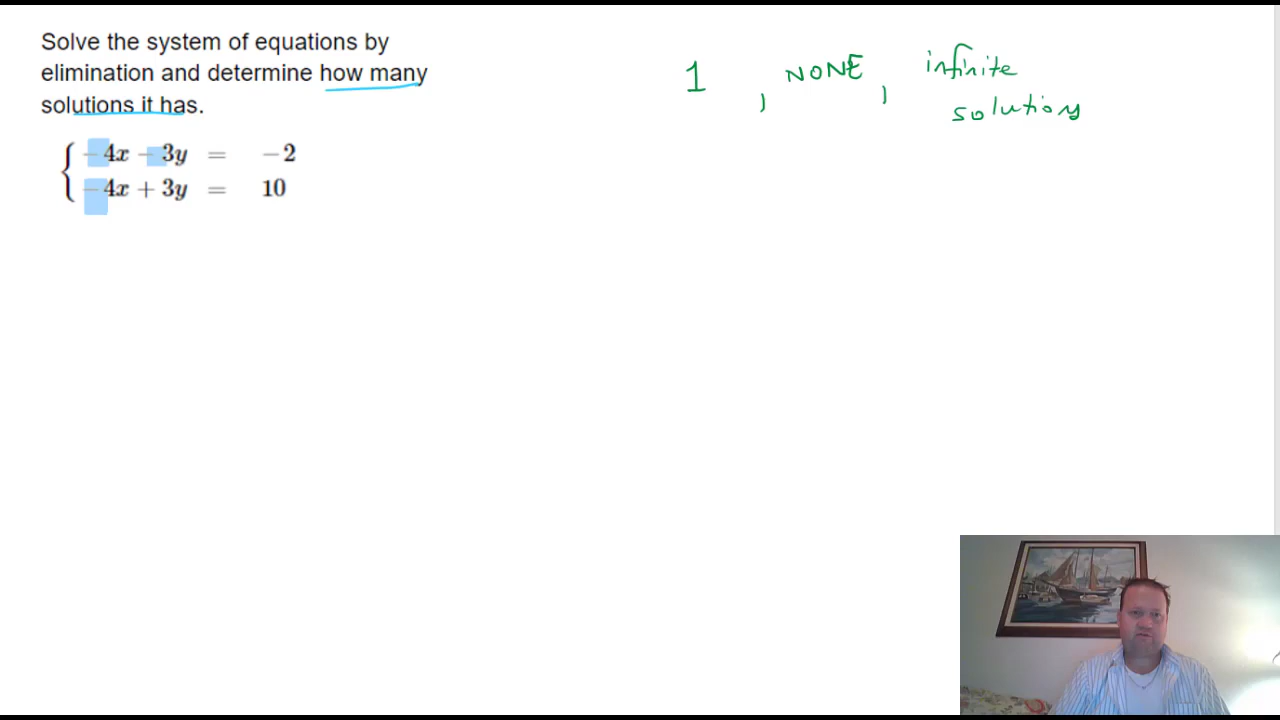 Solve the system of equations by
elimination and determine how many
solutions it has.
−4x − 3y = −2
−4x + 3y = 10
1 , NONE , infinite
solutions